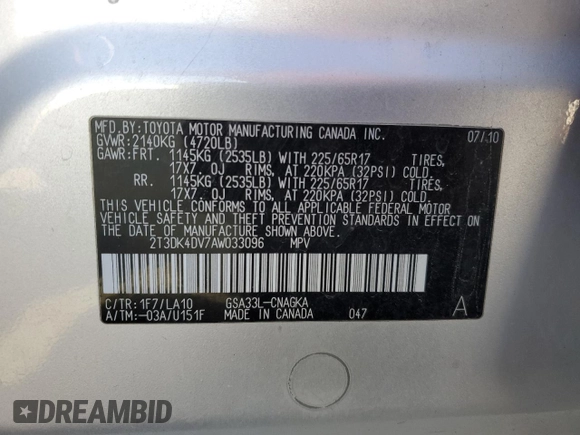 MFD.BY:TOYOTA MOTOR MANUFACTURING CANADA INC. 07/10
GVWR:2140KG (4720LB)
GAWR:FRT. 1145KG (2535LB) WITH 225/65R17 TIRES,
17X7 OJ RIMS, AT 220KPA (32PSI) COLD.
RR. 1145KG (2535LB) WITH 225/65R17 TIRES,
17X7 OJ RIMS, AT 220KPA (32PSI) COLD.
THIS VEHICLE CONFORMS TO ALL APPLICABLE FEDERAL MOTOR
VEHICLE SAFETY AND THEFT PREVENTION STANDARDS IN EFFECT
ON THE DATE OF MANUFACTURE SHOWN ABOVE.
2T3DK4DV7AW033096 MPV
C/TR:1F7/LA10 GSA33L-CNAGKA A
A/TM:-03A/U151F MADE IN CANADA 047
DREAMBID